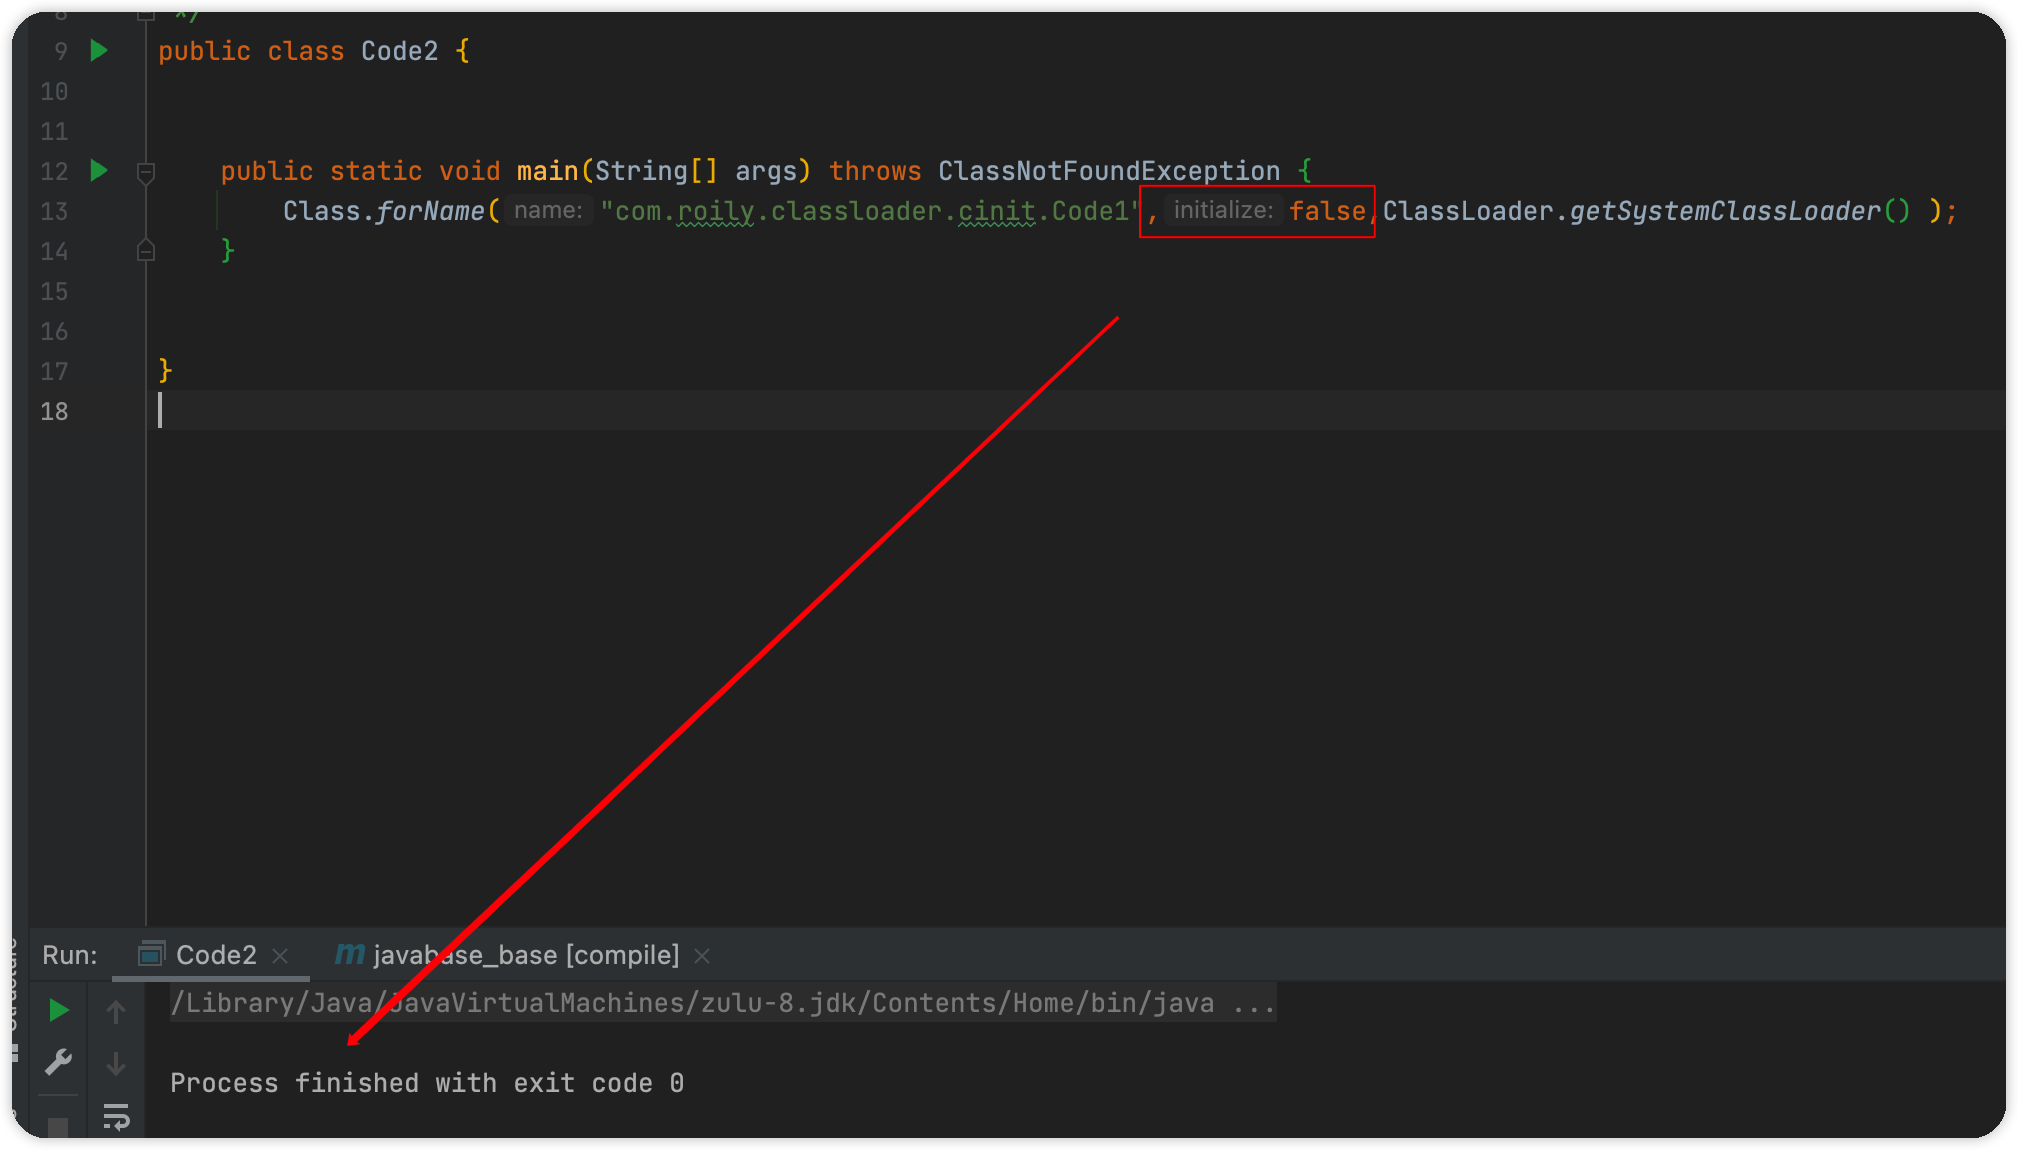 8 */
9 public class Code2 {
10
11
12 public static void main(String[] args) throws ClassNotFoundException {
13 Class.forName( name: "com.roily.classloader.cinit.Code1", initialize: false,ClassLoader.getSystemClassLoader() );
14 }
15
16
17 }
18
Run: Code2 javabase_base [compile]
/Library/Java/JavaVirtualMachines/zulu-8.jdk/Contents/Home/bin/java ...
Process finished with exit code 0